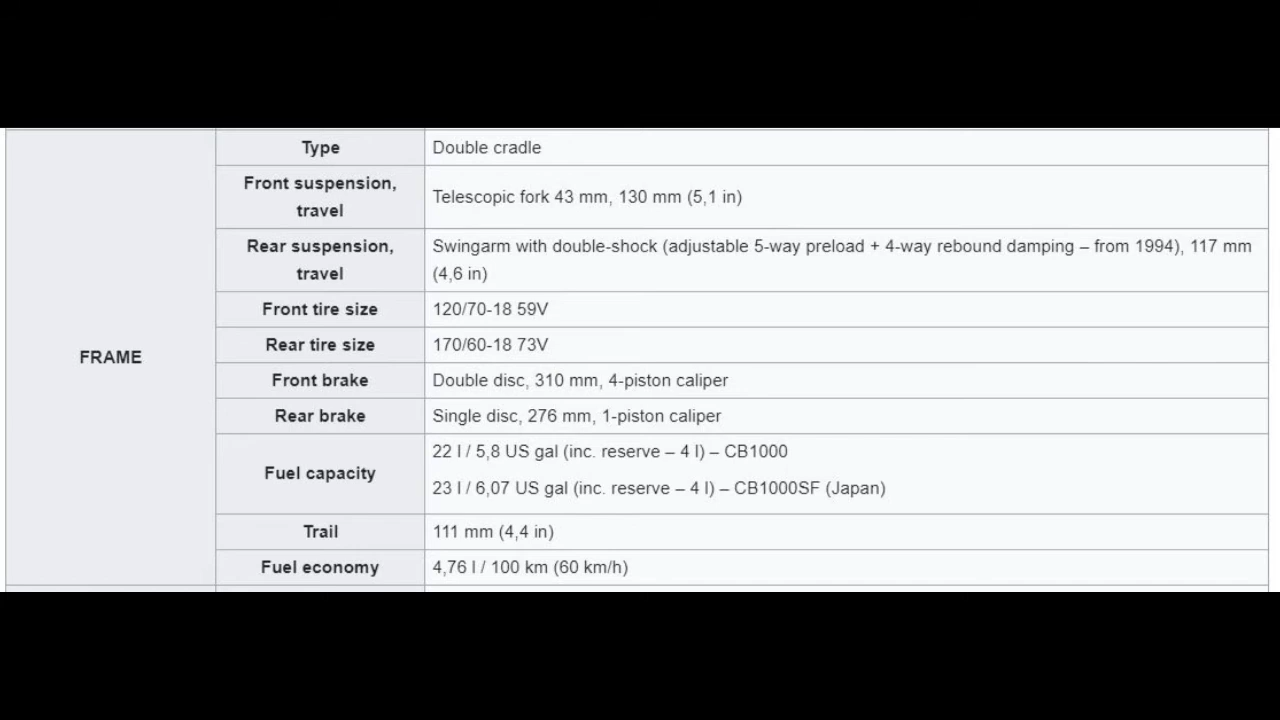 FRAME
Type
Double cradle
Front suspension,
travel
Telescopic fork 43 mm, 130 mm (5,1 in)
Rear suspension,
travel
Swingarm with double-shock (adjustable 5-way preload + 4-way rebound damping – from 1994), 117 mm
(4,6 in)
Front tire size
120/70-18 59V
Rear tire size
170/60-18 73V
Front brake
Double disc, 310 mm, 4-piston caliper
Rear brake
Single disc, 276 mm, 1-piston caliper
Fuel capacity
22 l / 5,8 US gal (inc. reserve – 4 l) – CB1000
23 l / 6,07 US gal (inc. reserve – 4 l) – CB1000SF (Japan)
Trail
111 mm (4,4 in)
Fuel economy
4,76 l / 100 km (60 km/h)